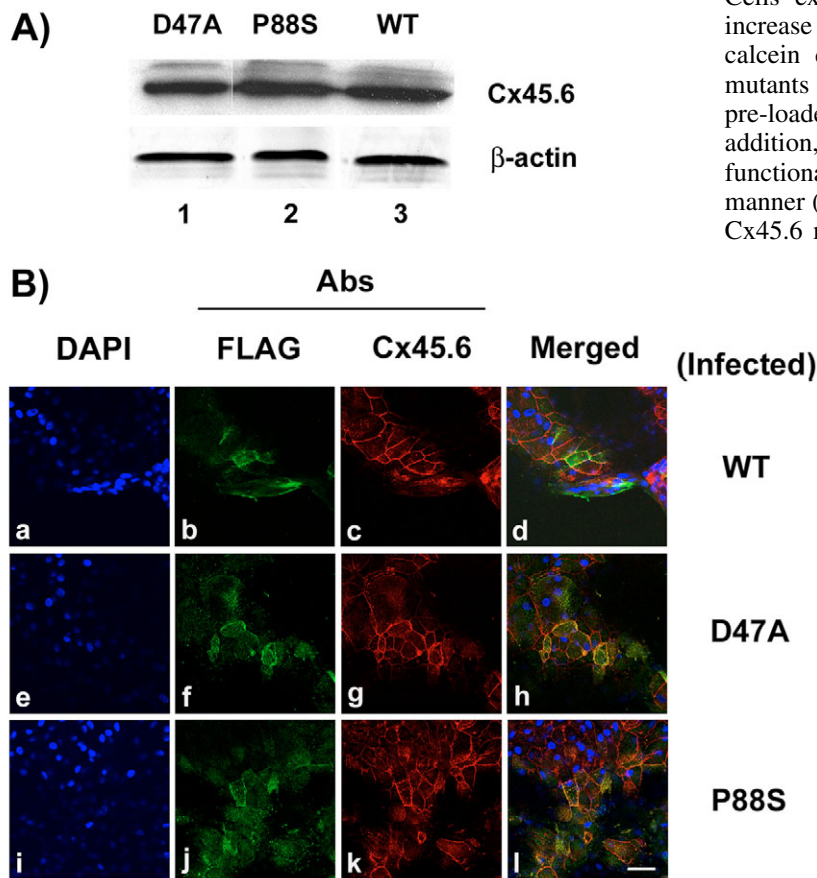 A)
D47A P88S WT
Cx45.6
β-actin
1 2 3
increase
calcein
mutants
pre-loade
addition,
functiona
manner (
Cx45.6
B)
Abs
DAPI FLAG Cx45.6 Merged (Infected)
a b c d WT
e f g h D47A
i j k l P88S